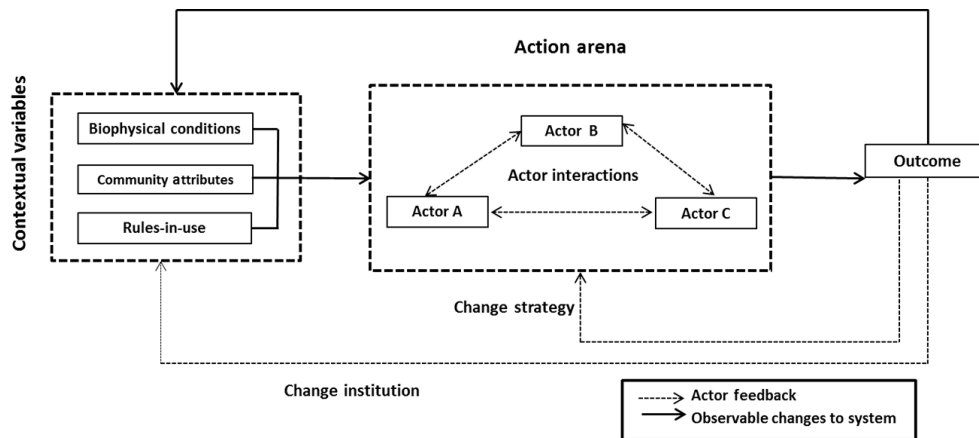 Action arena
Contextual variables
Biophysical conditions
Community attributes
Rules-in-use
Actor B
Actor interactions
Actor A
Actor C
Outcome
Change strategy
Change institution
Actor feedback
Observable changes to system